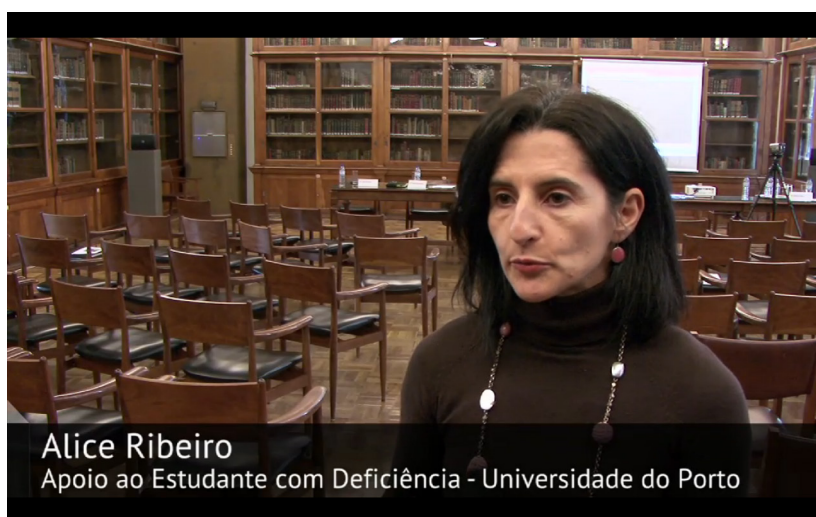 Alice Ribeiro
Apoio ao Estudante com Deficiência - Universidade do Porto